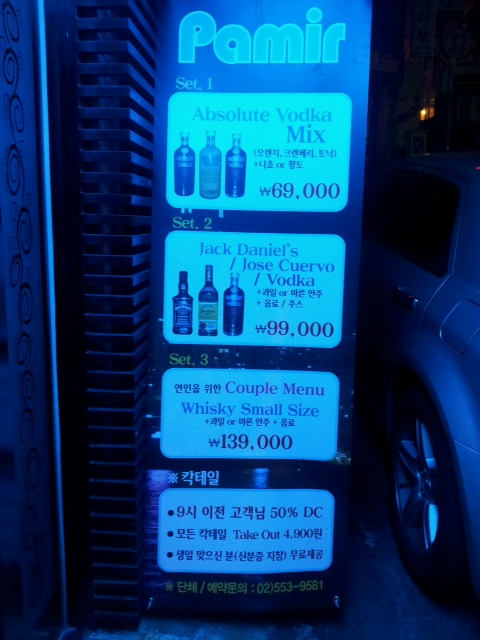 Pamir
Set. 1
Absolute Vodka
Mix
(오렌지, 크렌베리, 토닉)
+나쵸 or 황도
₩69,000
Set. 2
Jack Daniel's
/ Jose Cuervo
/ Vodka
+과일 or 마른 안주
+ 음료 / 주스
₩99,000
Set. 3
연인을 위한 Couple Menu
Whisky Small Size
+과일 or 마른 안주 + 음료
₩139,000
※ 칵테일
•9시 이전 고객님 50% DC
•모든 칵테일 Take Out 4,900원
•생일 맞으신 분(신분증 지참) 무료제공
※ 단체 / 예약문의 : 02)553-9581